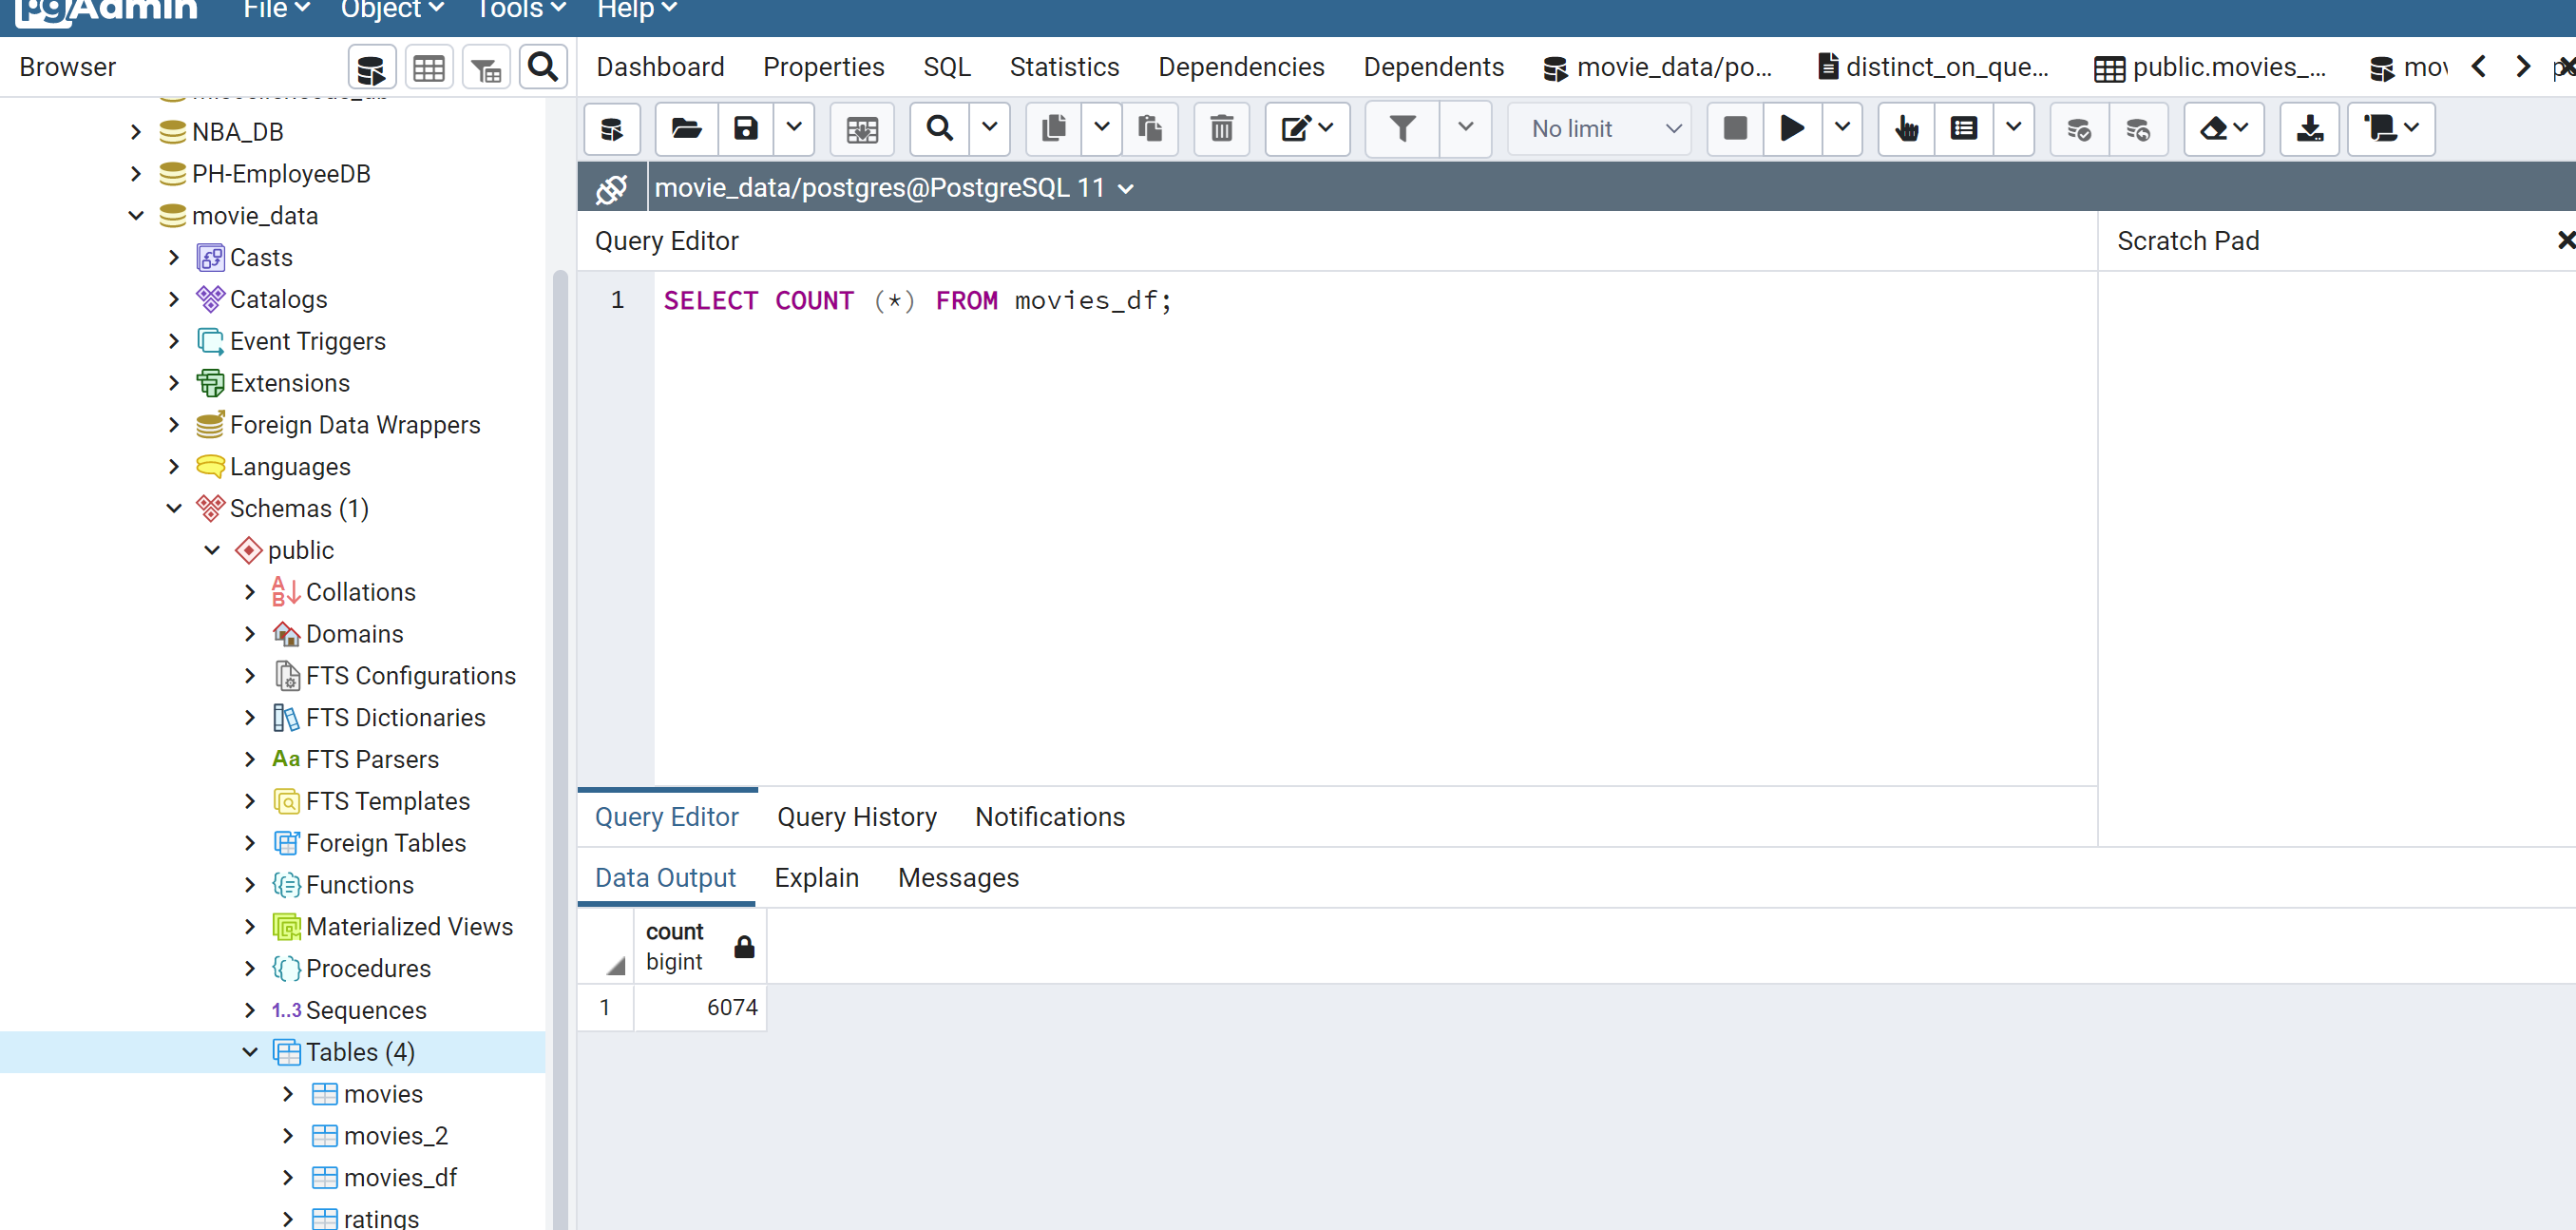 pgAdmin File Object Tools Help
Browser
Dashboard Properties SQL Statistics Dependencies Dependents movie_data/po... distinct_on_que... public.movies_... mov
No limit
movie_data/postgres@PostgreSQL 11
NBA_DB
PH-EmployeeDB
movie_data
Casts
Catalogs
Event Triggers
Extensions
Foreign Data Wrappers
Languages
Schemas (1)
public
A B Collations
Domains
FTS Configurations
FTS Dictionaries
Aa FTS Parsers
FTS Templates
Foreign Tables
Functions
Materialized Views
Procedures
1..3 Sequences
Tables (4)
movies
movies_2
movies_df
ratings
Query Editor
Scratch Pad
1 SELECT COUNT (*) FROM movies_df;
Query Editor Query History Notifications
Data Output Explain Messages
count
bigint
1 6074